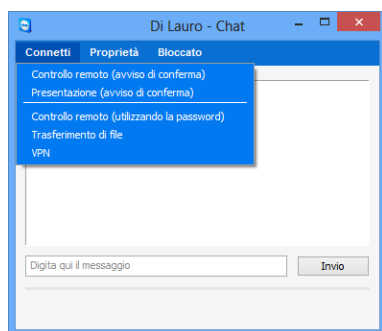 Di Lauro - Chat
Connetti Proprietà Bloccato
Controllo remoto (avviso di conferma)
Presentazione (avviso di conferma)
Controllo remoto (utilizzando la password)
Trasferimento di file
VPN
Digita qui il messaggio
Invio